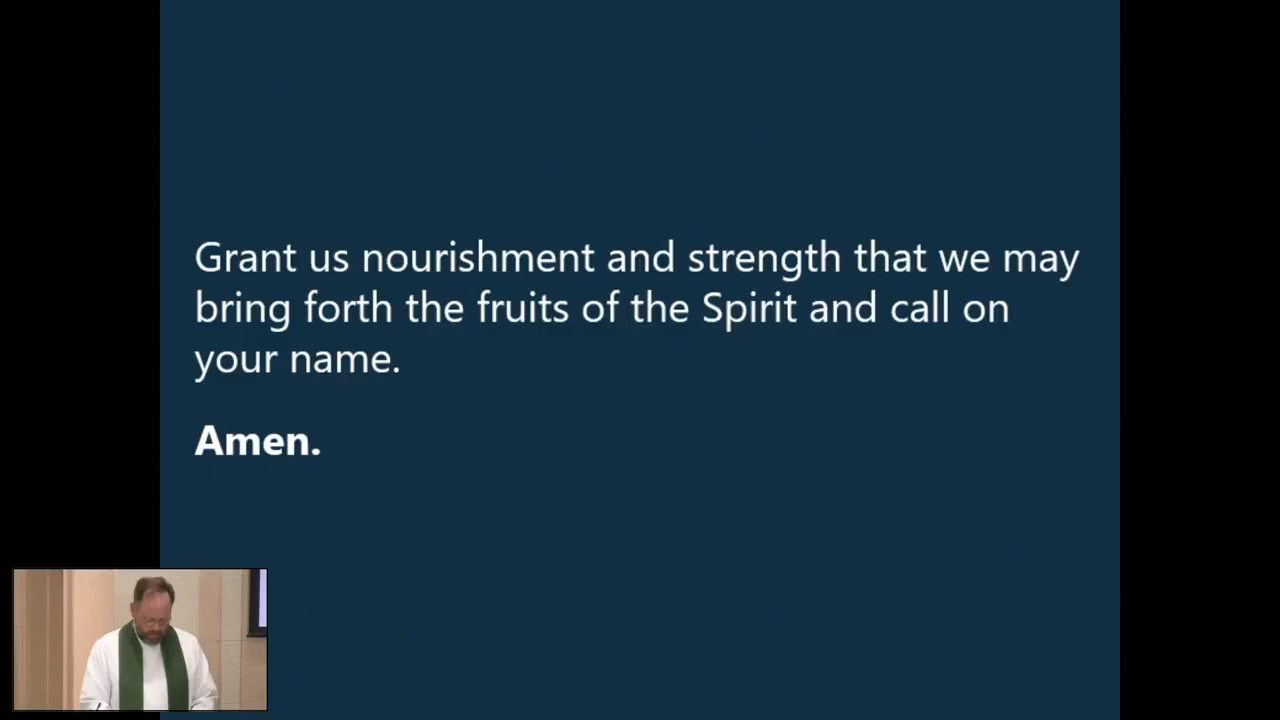 Grant us nourishment and strength that we may
bring forth the fruits of the Spirit and call on
your name.
Amen.